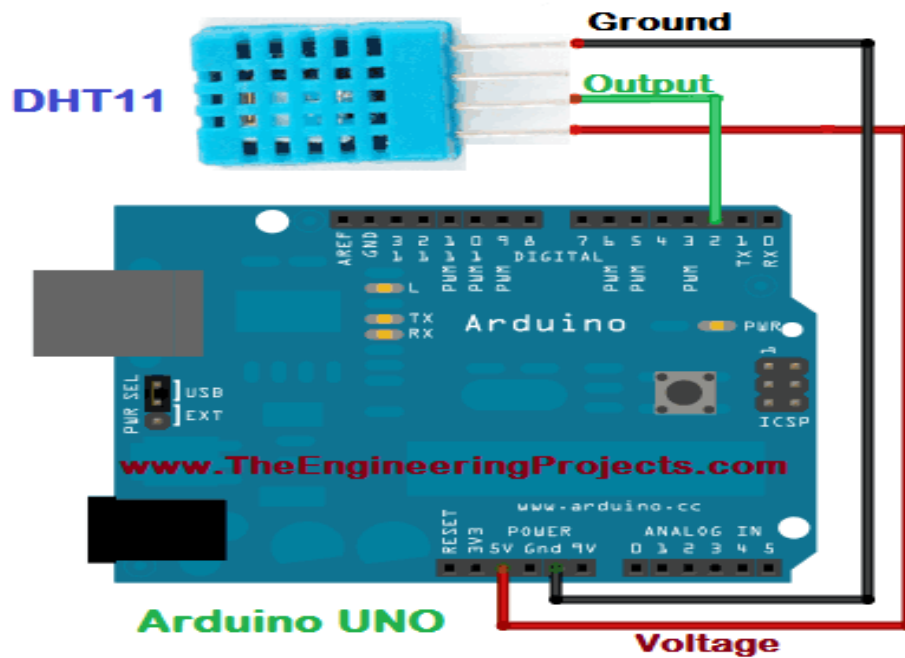 Ground
DHT11
Output
AREF
GND
13
12
11
10
9
8
7
6
5
4
3
2
1
0
PWM
PWM
PWM
DIGITAL
PWM
PWM
PWM
TX
RX
L
TX
RX
Arduino
PWR
1
ICSP
PWR SEL
USB
EXT
www.TheEngineeringProjects.com
www.arduino.cc
RESET
3V3
POWER
ANALOG IN
5V
Gnd
9V
0
1
2
3
4
5
Arduino UNO
Voltage